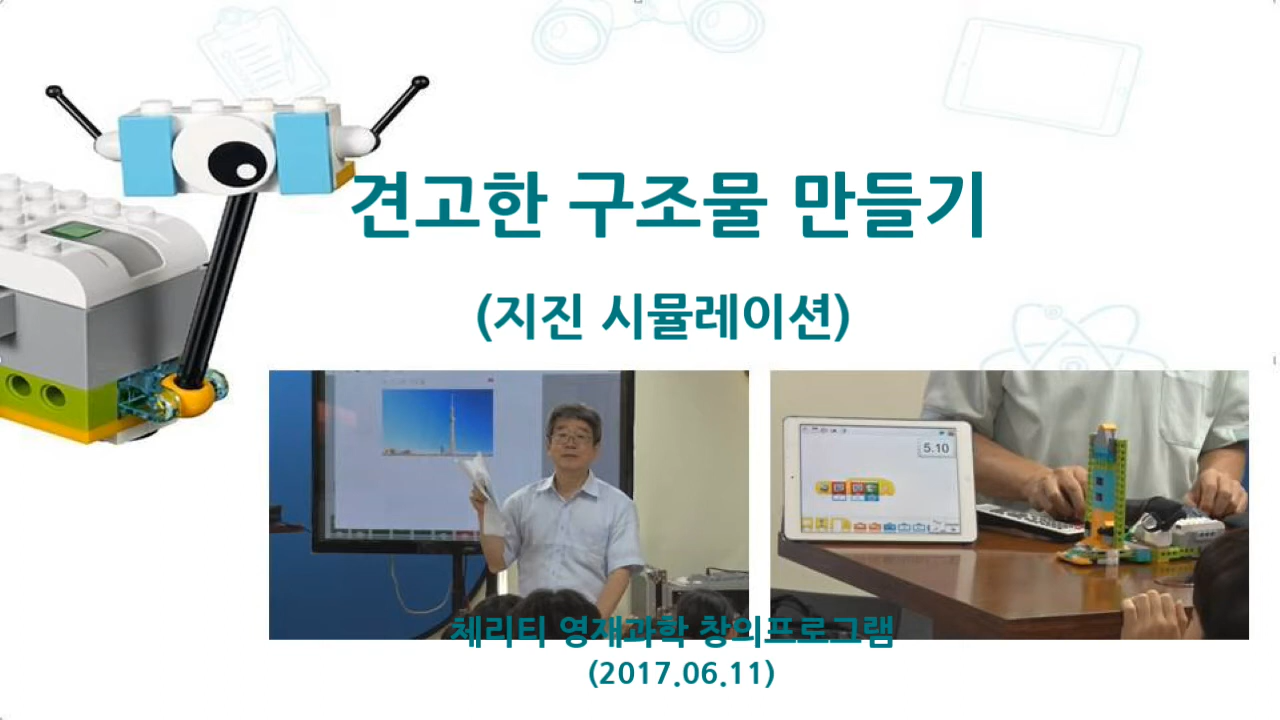 견고한 구조물 만들기
(지진 시뮬레이션)
5.10
체리티 영재과학 창의프로그램
(2017.06.11)